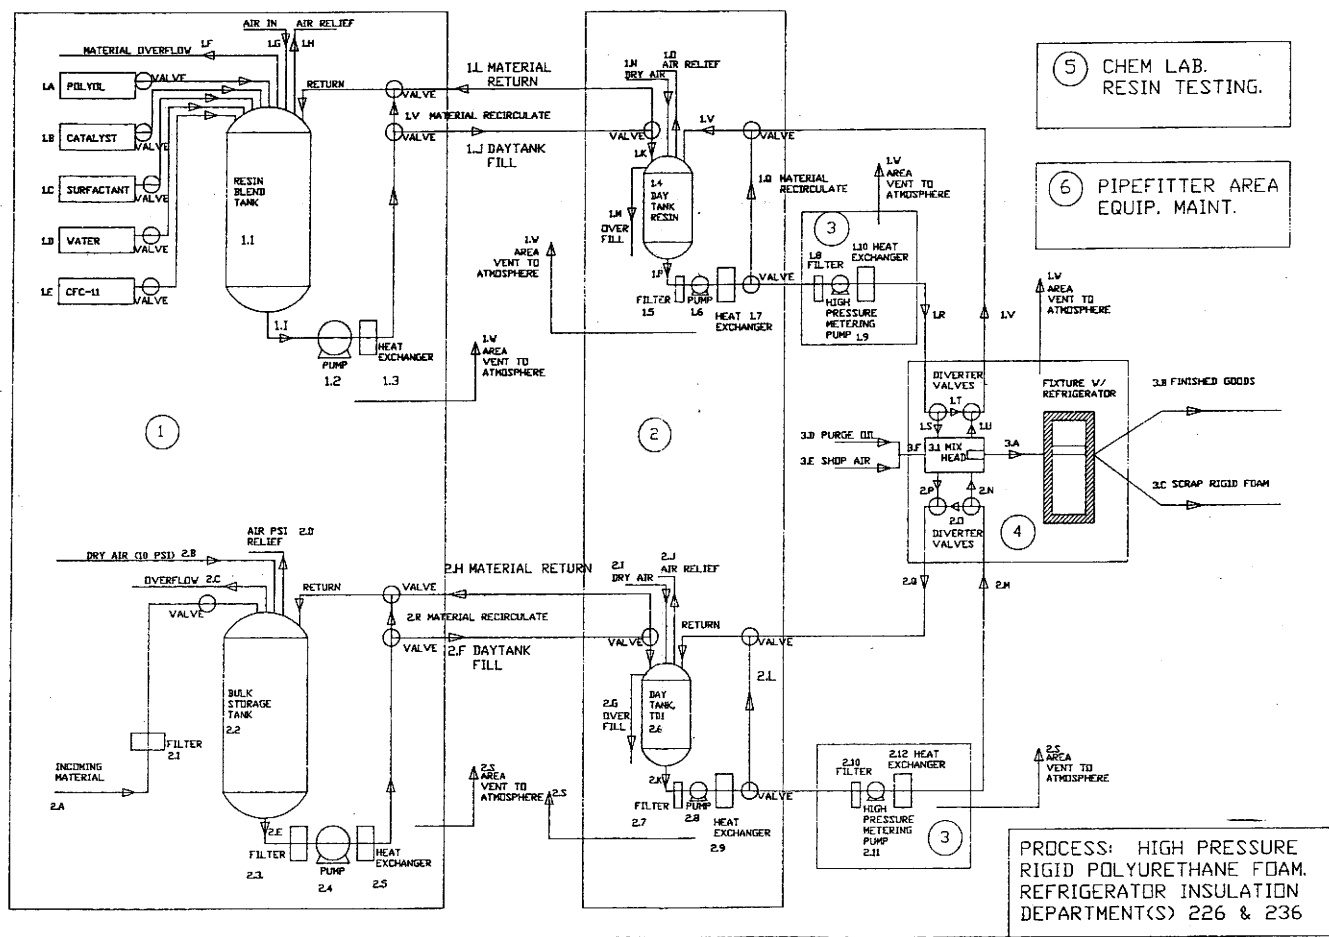 AIR IN
AIR RELIEF
MATERIAL OVERFLOW
1.F
1.G
1.H
1.A
POLYOL
VALVE
1.B
CATALYST
VALVE
1.C
SURFACTANT
VALVE
1.D
WATER
VALVE
1.E
CFC-11
VALVE
RETURN
RESIN
BLEND
TANK
1.1
1.I
PUMP
1.2
HEAT
EXCHANGER
1.3
VALVE
1.L MATERIAL
RETURN
1.V MATERIAL RECIRCULATE
VALVE
1.J DAYTANK
FILL
1.W
AREA
VENT TO
ATMOSPHERE
1
1.N
DRY AIR
1.O
AIR RELIEF
VALVE
1.K
1.V
VALVE
1.4
DAY
TANK
RESIN
1.M
OVER
FILL
1.P
1.Q MATERIAL
RECIRCULATE
FILTER
1.5
PUMP
1.6
HEAT 1.7
EXCHANGER
VALVE
1.W
AREA
VENT TO
ATMOSPHERE
2
1.W
AREA
VENT TO
ATMOSPHERE
3
1.8
FILTER
1.10 HEAT
EXCHANGER
HIGH
PRESSURE
METERING
PUMP 1.9
1.R
1.V
1.W
AREA
VENT TO
ATMOSPHERE
5
CHEM LAB.
RESIN TESTING.
6
PIPEFITTER AREA
EQUIP. MAINT.
DIVERTER
VALVES
1.T
1.S
1.U
FIXTURE W/
REFRIGERATOR
3.D PURGE OIL
3.E SHOP AIR
3.F
3.1 MIX
HEAD
3.A
3.B FINISHED GOODS
3.C SCRAP RIGID FOAM
2.P
2.N
2.O
DIVERTER
VALVES
4
2.Q
2.M
AIR PSI 2.D
RELIEF
DRY AIR (10 PSI) 2.B
OVERFLOW 2.C
VALVE
RETURN
VALVE
2.H MATERIAL RETURN
2.R MATERIAL RECIRCULATE
VALVE
2.F DAYTANK
FILL
BULK
STORAGE
TANK
2.2
FILTER
2.1
INCOMING
MATERIAL
2.A
2.E
FILTER
2.3
PUMP
2.4
HEAT
EXCHANGER
2.5
2.S
AREA
VENT TO
ATMOSPHERE
2.I
DRY AIR
2.J
AIR RELIEF
VALVE
RETURN
VALVE
DAY
TANK,
TDI
2.6
2.G
OVER
FILL
2.K
2.L
2.S
FILTER
2.7
PUMP
2.8
HEAT
EXCHANGER
2.9
VALVE
2.10
FILTER
2.12 HEAT
EXCHANGER
HIGH
PRESSURE
METERING
PUMP
2.11
3
2.S
AREA
VENT TO
ATMOSPHERE
PROCESS: HIGH PRESSURE
RIGID POLYURETHANE FOAM.
REFRIGERATOR INSULATION
DEPARTMENT(S) 226 & 236